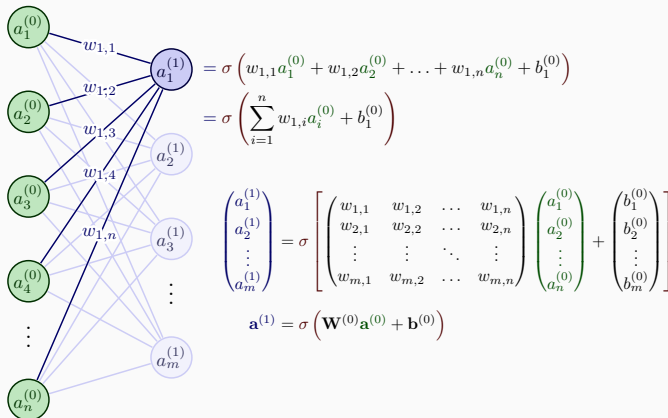 a_1^{(0)}
w_{1,1}
a_1^{(1)} = σ ( w_{1,1}a_1^{(0)} + w_{1,2}a_2^{(0)} + … + w_{1,n}a_n^{(0)} + b_1^{(0)} )
w_{1,2}
a_2^{(0)}
= σ ( \sum_{i=1}^{n} w_{1,i}a_i^{(0)} + b_1^{(0)} )
w_{1,3}
a_2^{(1)}
w_{1,4}
a_3^{(0)}
w_{1,n}
a_3^{(1)}
a_4^{(0)}
⋮
⋮
a_m^{(1)}
a_n^{(0)}
( a_1^{(1)} a_2^{(1)} ⋮ a_m^{(1)} ) = σ [ ( w_{1,1} w_{1,2} … w_{1,n}
w_{2,1} w_{2,2} … w_{2,n}
⋮ ⋮ ⋱ ⋮
w_{m,1} w_{m,2} … w_{m,n} ) ( a_1^{(0)} a_2^{(0)} ⋮ a_n^{(0)} ) + ( b_1^{(0)} b_2^{(0)} ⋮ b_m^{(0)} ) ]
a^{(1)} = σ ( W^{(0)}a^{(0)} + b^{(0)} )